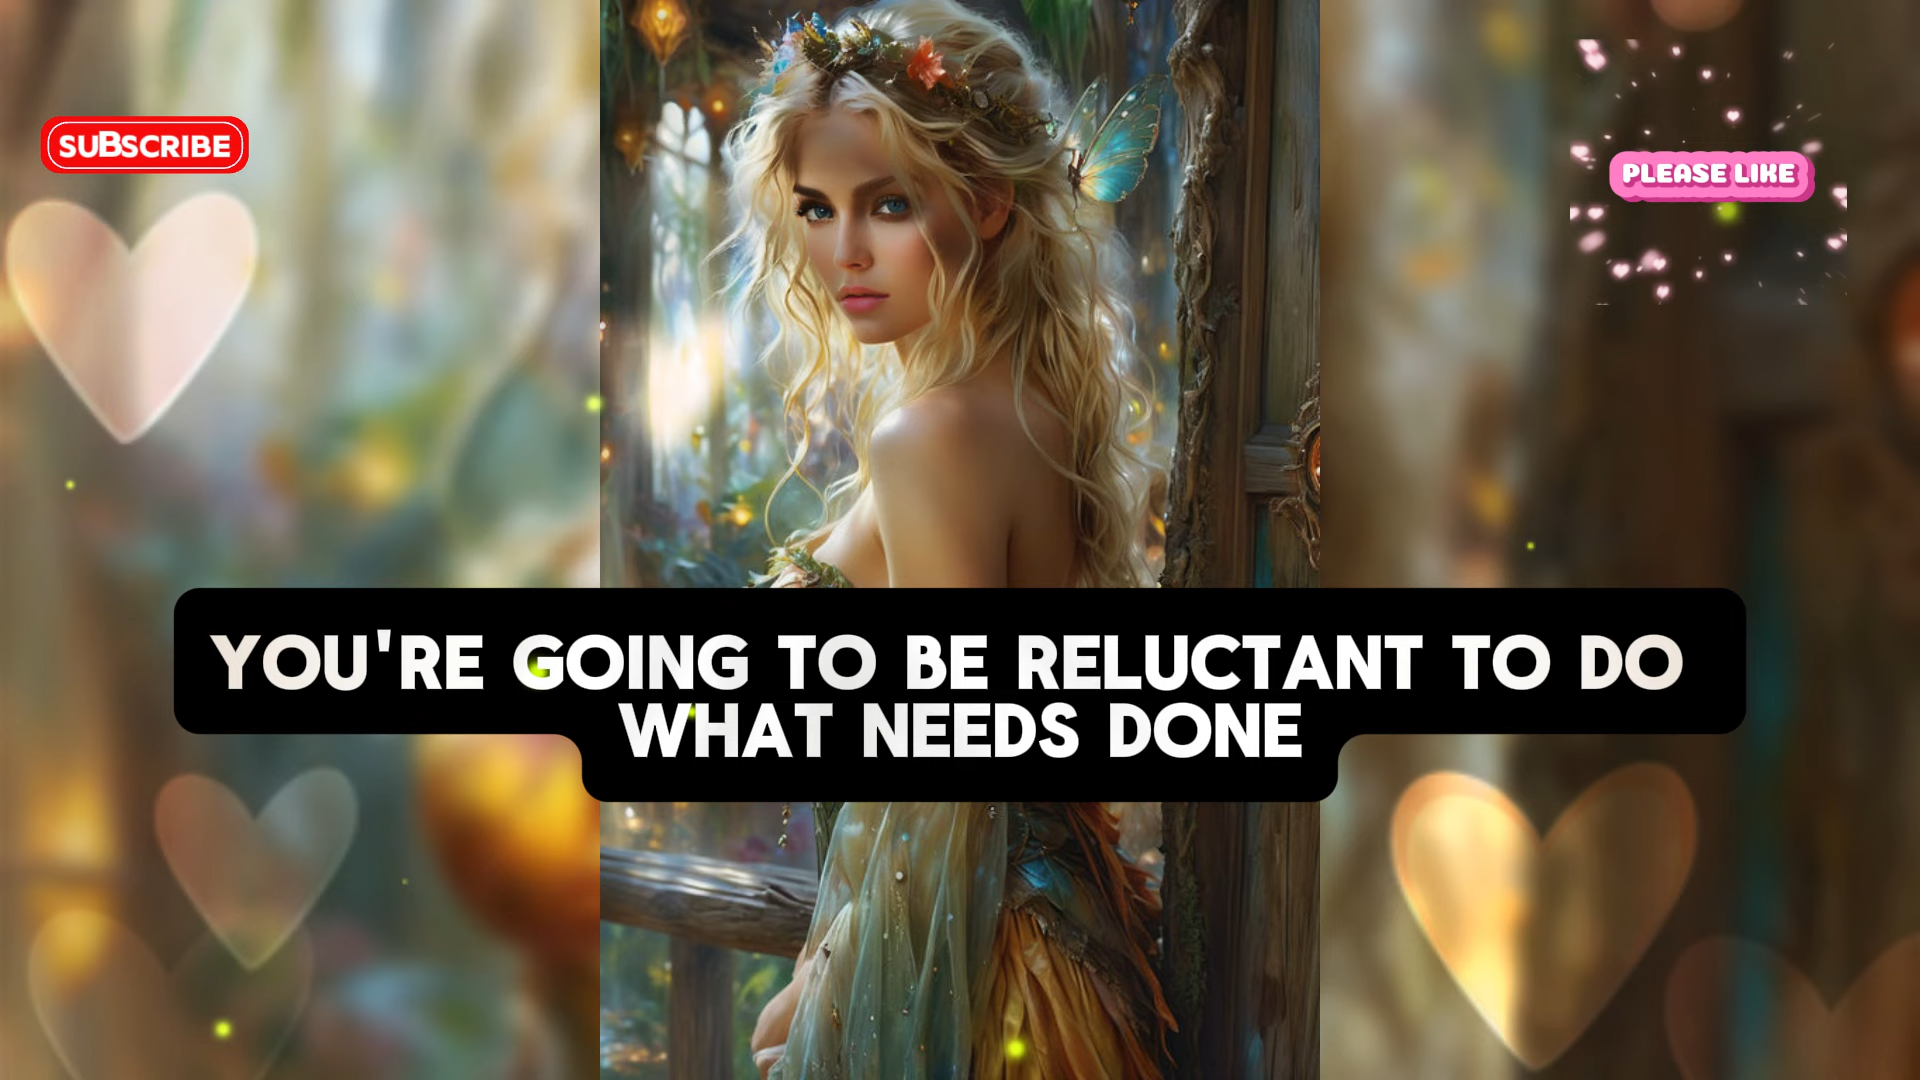 SUBSCRIBE
PLEASE LIKE
YOU'RE GOING TO BE RELUCTANT TO DO
WHAT NEEDS DONE